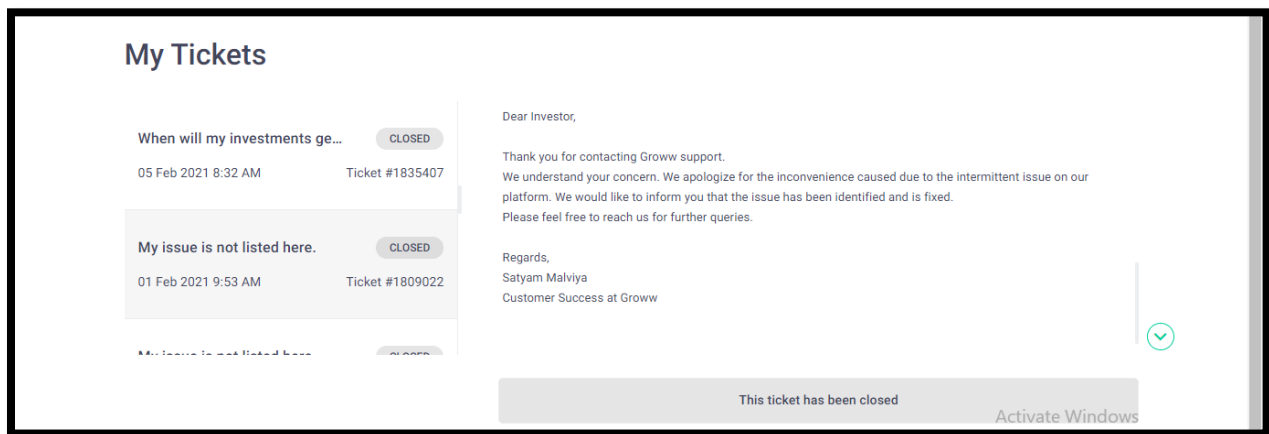 My Tickets
When will my investments ge...
CLOSED
05 Feb 2021 8:32 AM
Ticket #1835407
My issue is not listed here.
CLOSED
01 Feb 2021 9:53 AM
Ticket #1809022
Dear Investor,
Thank you for contacting Groww support.
We understand your concern. We apologize for the inconvenience caused due to the intermittent issue on our
platform. We would like to inform you that the issue has been identified and is fixed.
Please feel free to reach us for further queries.
Regards,
Satyam Malviya
Customer Success at Groww
This ticket has been closed
Activate Windows